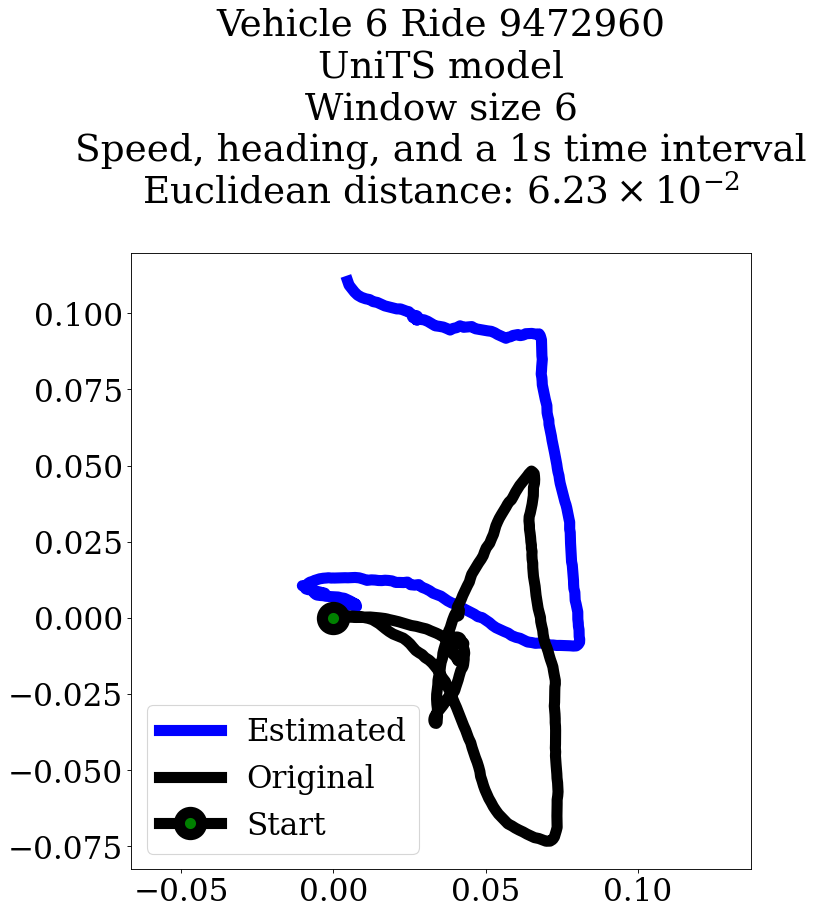 Vehicle 6 Ride 9472960
UniTS model
Window size 6
Speed, heading, and a 1s time interval
Euclidean distance: 6.23 × 10⁻²
0.100
0.075
0.050
0.025
0.000
−0.025
−0.050
−0.075
Estimated
Original
Start
−0.05
0.00
0.05
0.10